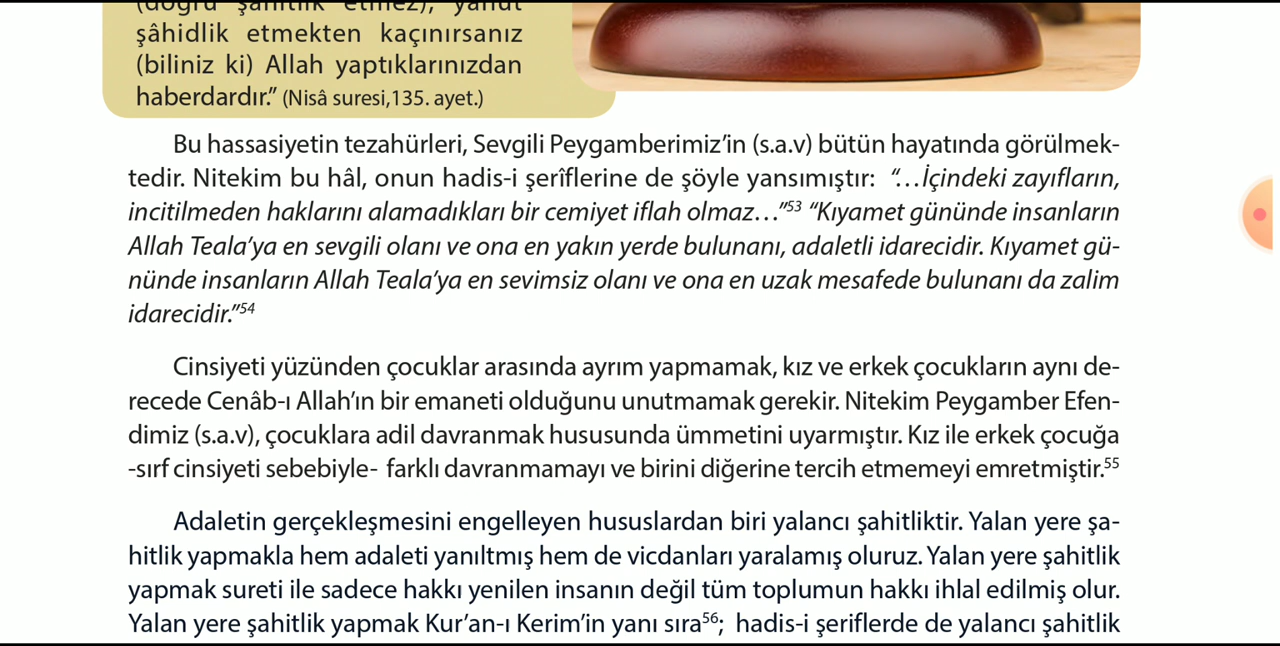 (doğru şahitlik etmez), yahut
şâhidlik etmekten kaçınırsanız
(biliniz ki) Allah yaptıklarınızdan
haberdardır.” (Nisâ suresi,135. ayet.)
Bu hassasiyetin tezahürleri, Sevgili Peygamberimiz’in (s.a.v) bütün hayatında görülmek-
tedir. Nitekim bu hâl, onun hadis-i şerîflerine de şöyle yansımıştır: “…İçindeki zayıfların,
incitilmeden haklarını alamadıkları bir cemiyet iflah olmaz…”53 “Kıyamet gününde insanların
Allah Teala’ya en sevgili olanı ve ona en yakın yerde bulunanı, adaletli idarecidir. Kıyamet gü-
nünde insanların Allah Teala’ya en sevimsiz olanı ve ona en uzak mesafede bulunanı da zalim
idarecidir.”54
Cinsiyeti yüzünden çocuklar arasında ayrım yapmamak, kız ve erkek çocukların aynı de-
recede Cenâb-ı Allah’ın bir emaneti olduğunu unutmamak gerekir. Nitekim Peygamber Efen-
dimiz (s.a.v), çocuklara adil davranmak hususunda ümmetini uyarmıştır. Kız ile erkek çocuğa
-sırf cinsiyeti sebebiyle- farklı davranmamayı ve birini diğerine tercih etmemeyi emretmiştir.55
Adaletin gerçekleşmesini engelleyen hususlardan biri yalancı şahitliktir. Yalan yere şa-
hitlik yapmakla hem adaleti yanıltmış hem de vicdanları yaralamış oluruz. Yalan yere şahitlik
yapmak sureti ile sadece hakkı yenilen insanın değil tüm toplumun hakkı ihlal edilmiş olur.
Yalan yere şahitlik yapmak Kur’an-ı Kerim’in yanı sıra56; hadis-i şeriflerde de yalancı şahitlik